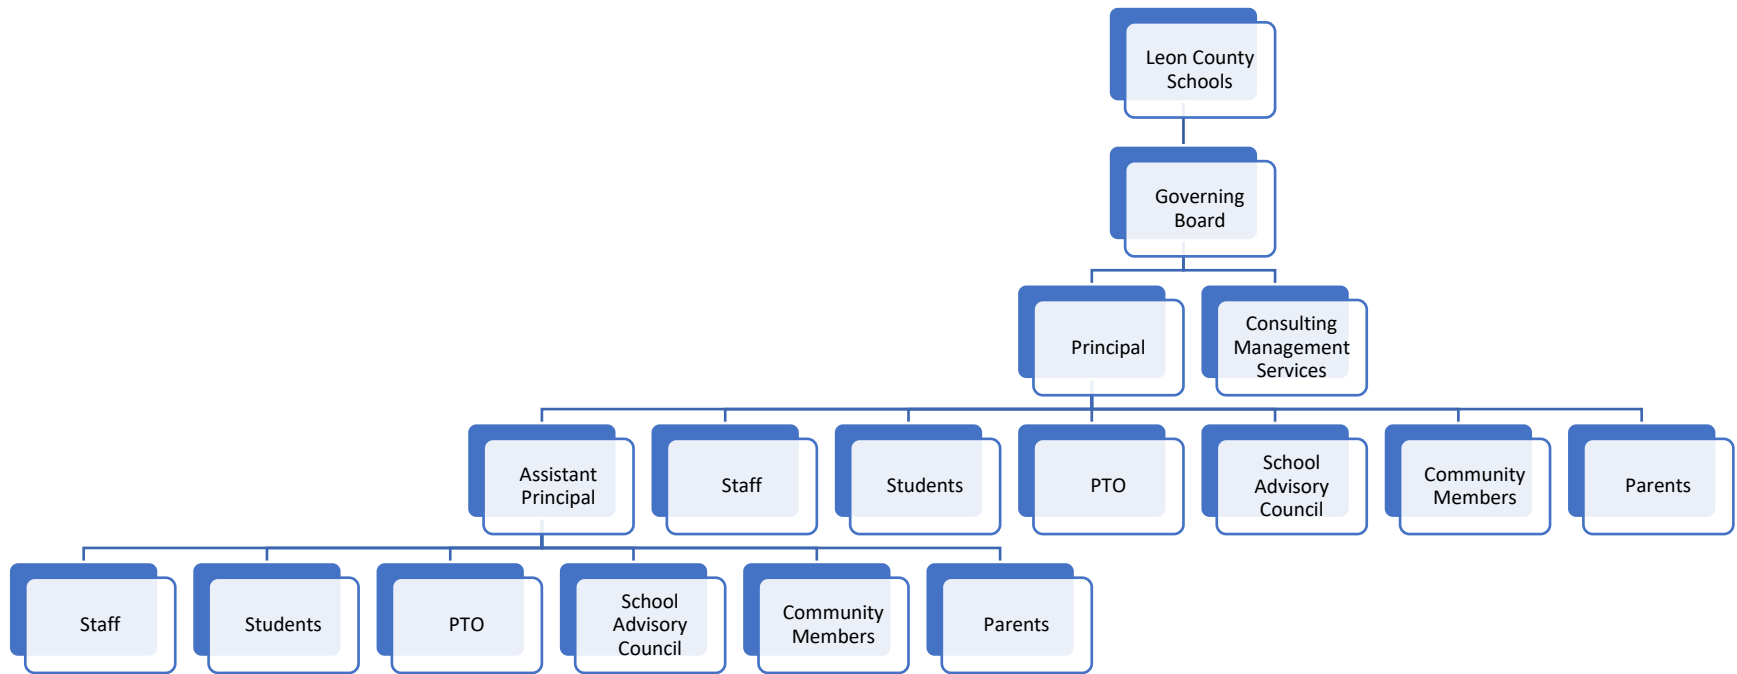 Leon County
Schools
Governing
Board
Principal
Consulting
Management
Services
Assistant
Principal
Staff
Students
PTO
School
Advisory
Council
Community
Members
Parents
Staff
Students
PTO
School
Advisory
Council
Community
Members
Parents